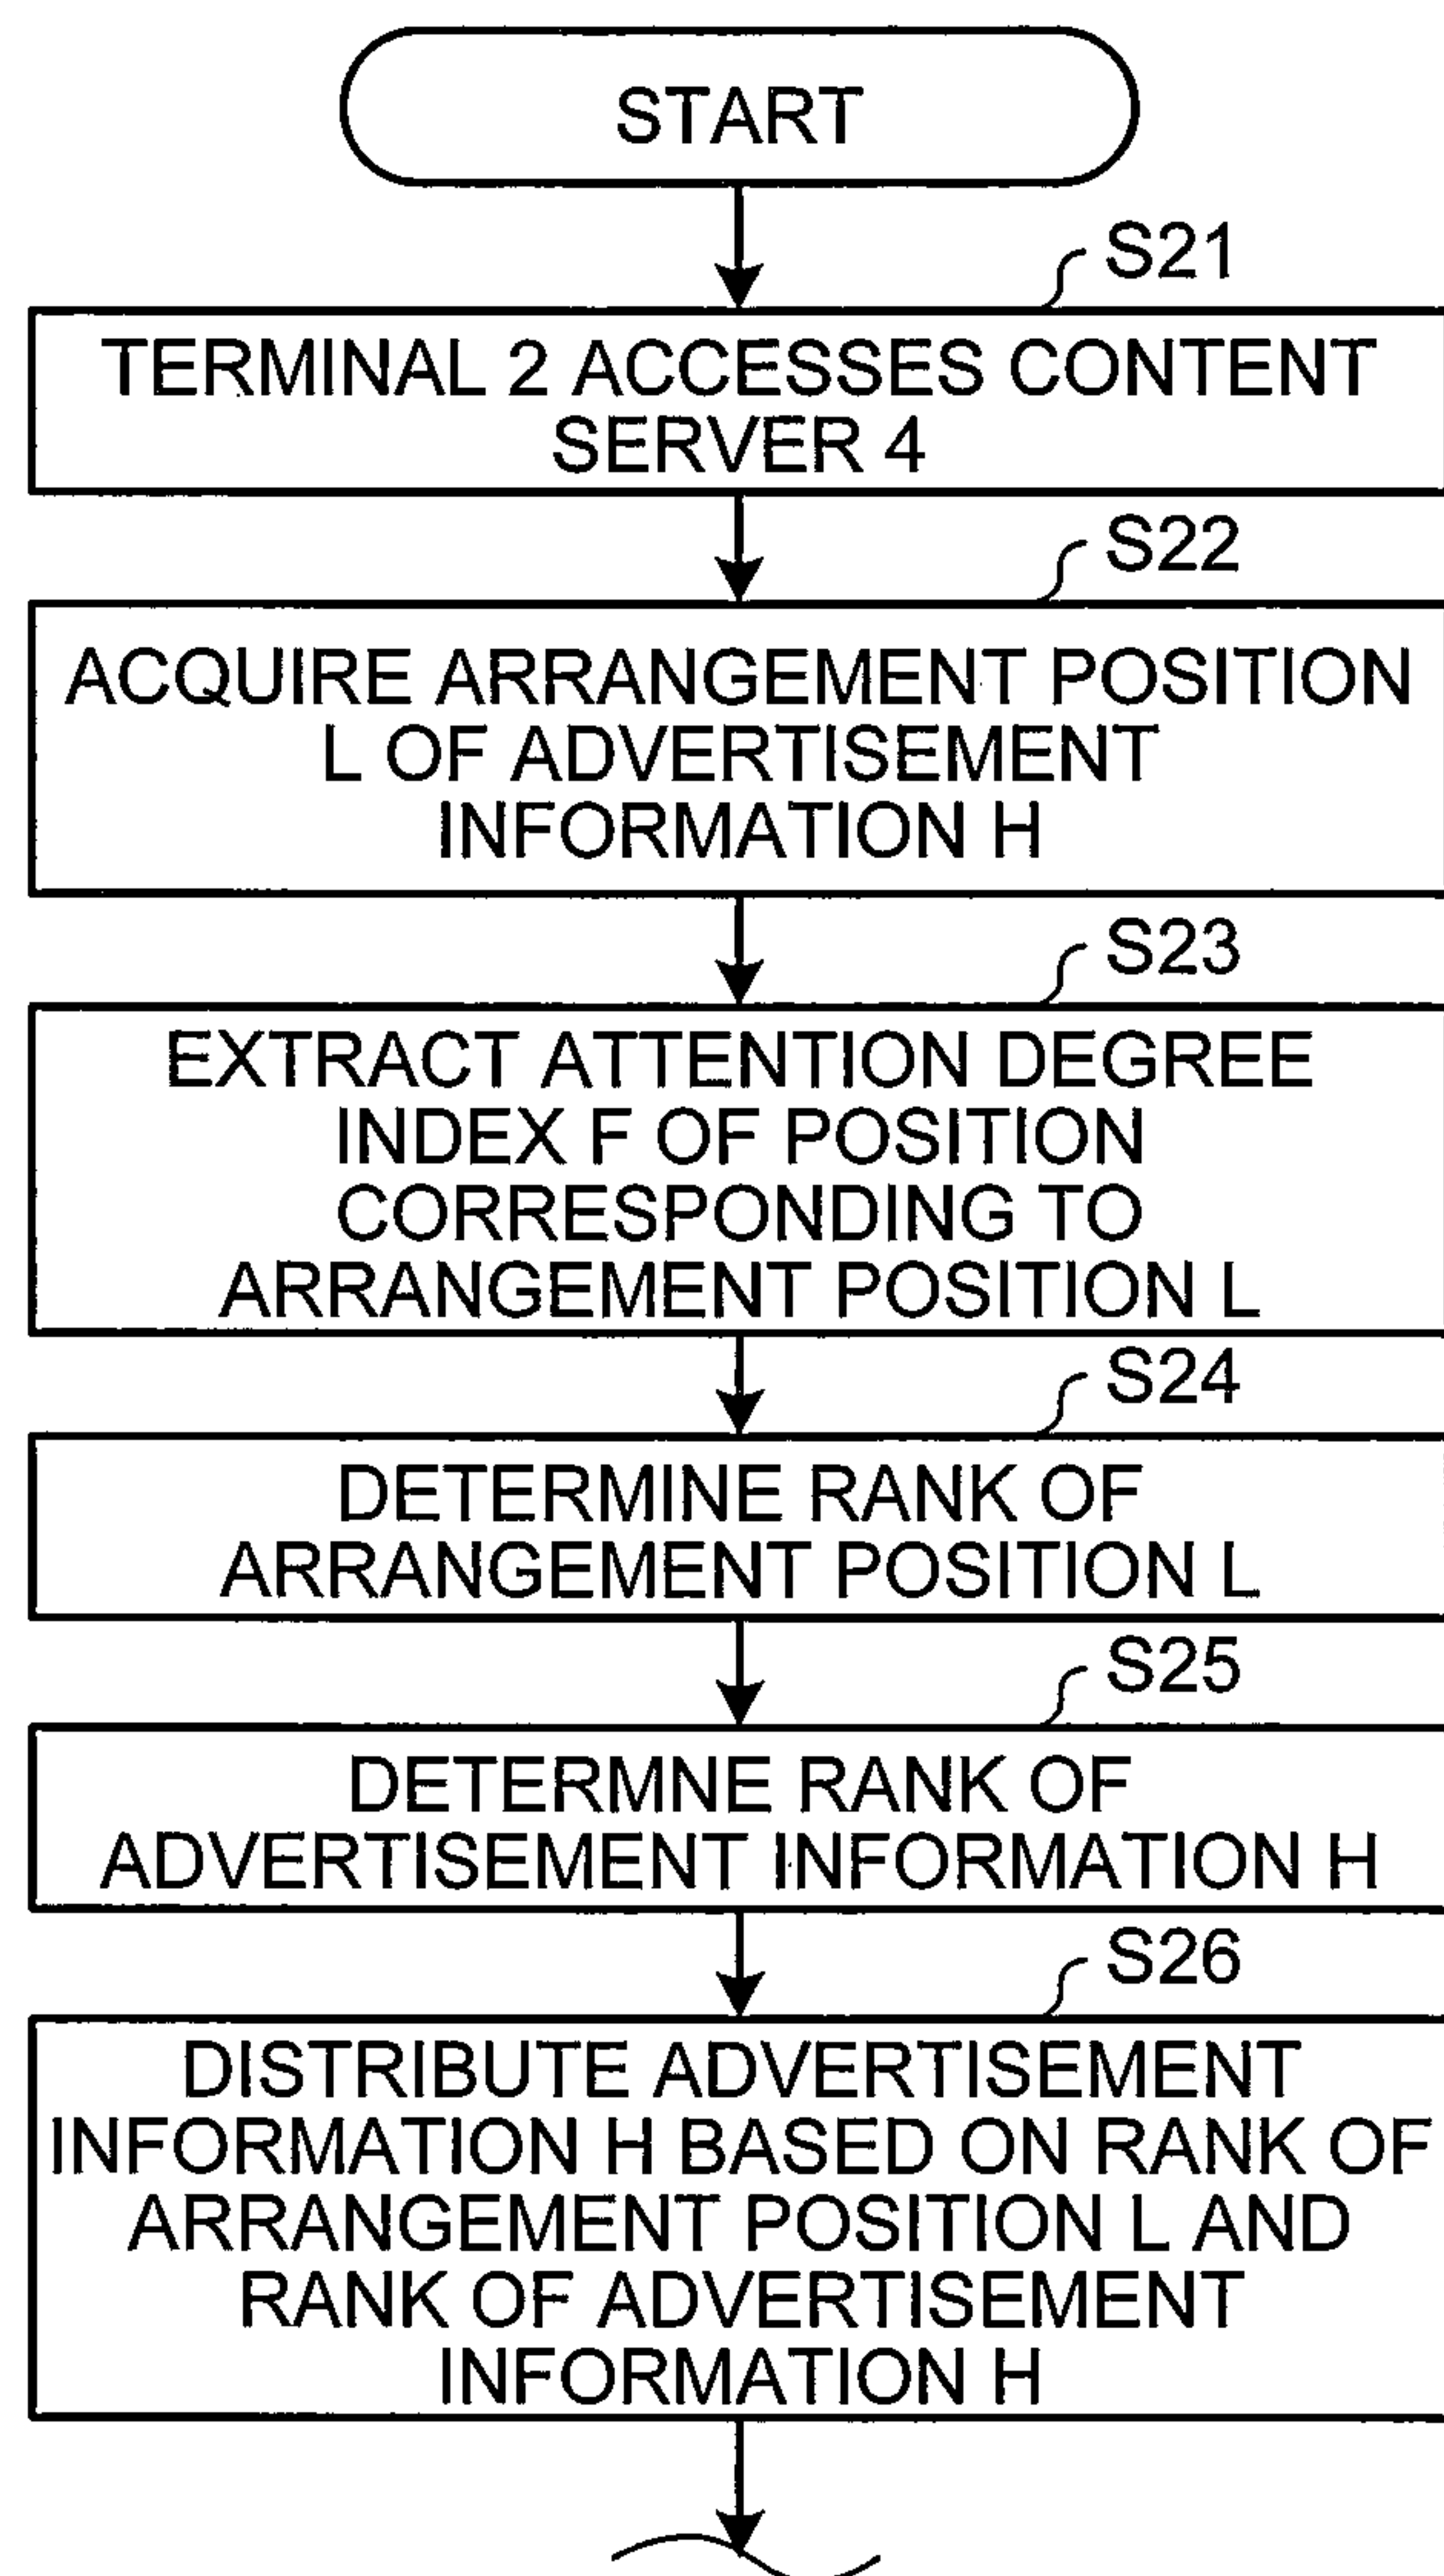 START
S21
TERMINAL 2 ACCESSES CONTENT
SERVER 4
S22
ACQUIRE ARRANGEMENT POSITION
L OF ADVERTISEMENT
INFORMATION H
S23
EXTRACT ATTENTION DEGREE
INDEX F OF POSITION
CORRESPONDING TO
ARRANGEMENT POSITION L
S24
DETERMINE RANK OF
ARRANGEMENT POSITION L
S25
DETERMNE RANK OF
ADVERTISEMENT INFORMATION H
S26
DISTRIBUTE ADVERTISEMENT
INFORMATION H BASED ON RANK OF
ARRANGEMENT POSITION L AND
RANK OF ADVERTISEMENT
INFORMATION H